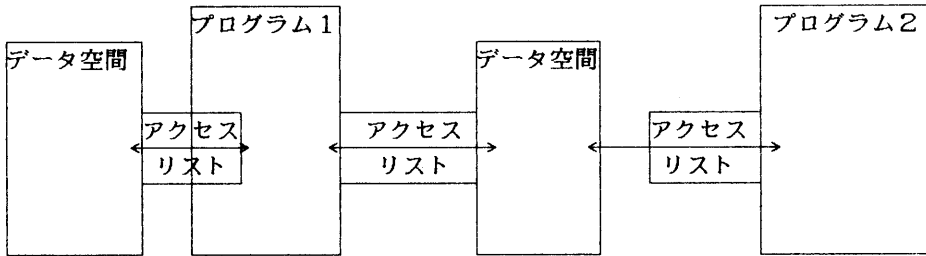 データ空間
プログラム1
アクセス
リスト
アクセス
リスト
データ空間
アクセス
リスト
プログラム2